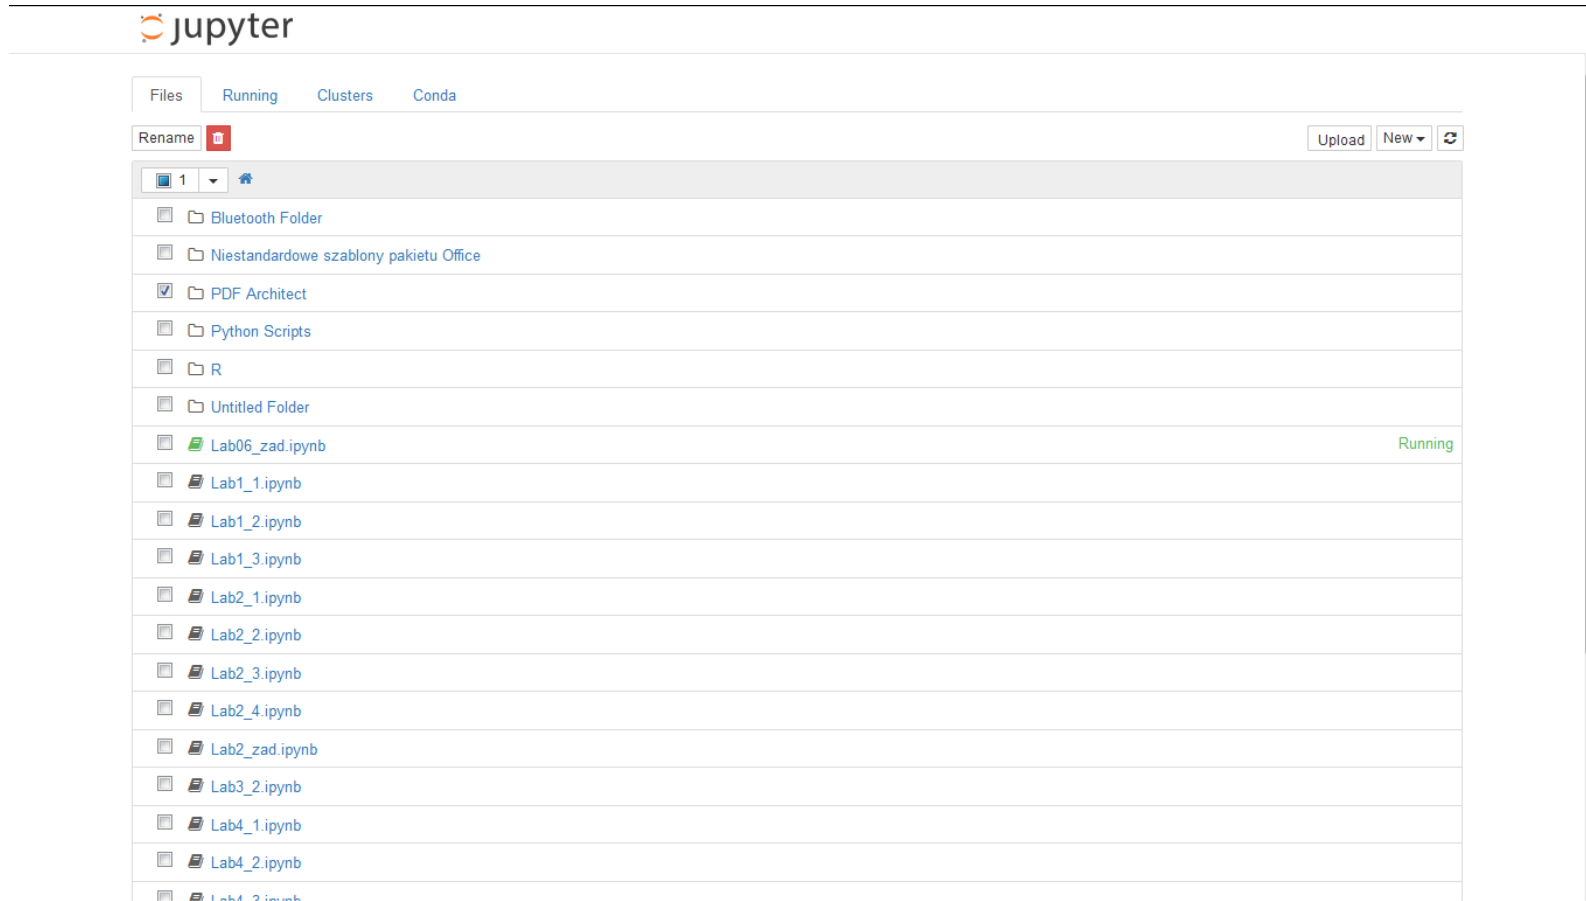 jupyter
Files Running Clusters Conda
Rename Upload New
1
Bluetooth Folder
Niestandardowe szablony pakietu Office
PDF Architect
Python Scripts
R
Untitled Folder
Lab06_zad.ipynb Running
Lab1_1.ipynb
Lab1_2.ipynb
Lab1_3.ipynb
Lab2_1.ipynb
Lab2_2.ipynb
Lab2_3.ipynb
Lab2_4.ipynb
Lab2_zad.ipynb
Lab3_2.ipynb
Lab4_1.ipynb
Lab4_2.ipynb
Lab4_3.ipynb